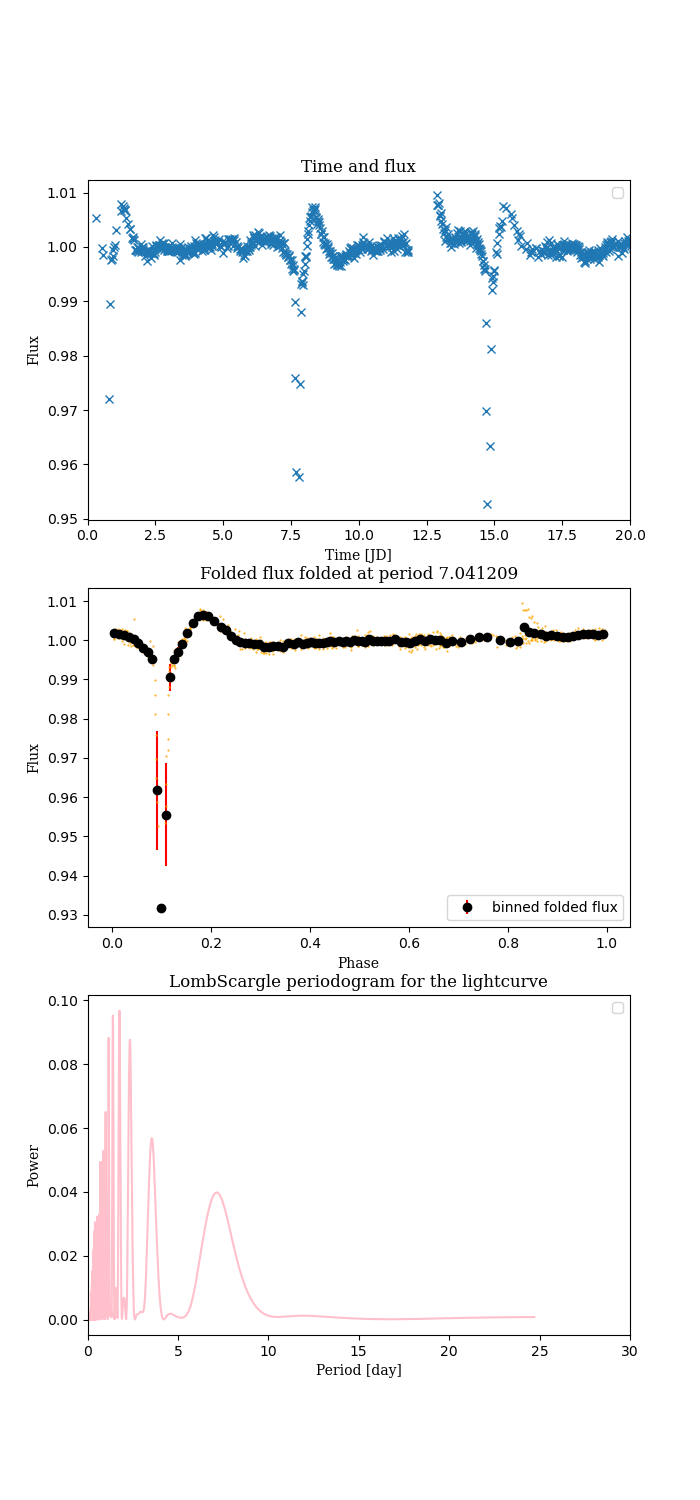 Time and flux
1.01
1.00
0.99
0.98
0.97
0.96
0.95
Flux
0.0 2.5 5.0 7.5 10.0 12.5 15.0 17.5 20.0
Time [JD]
Folded flux folded at period 7.041209
1.01
1.00
0.99
0.98
0.97
0.96
0.95
0.94
0.93
Flux
binned folded flux
0.0 0.2 0.4 0.6 0.8 1.0
Phase
LombScargle periodogram for the lightcurve
0.10
0.08
0.06
0.04
0.02
0.00
Power
0 5 10 15 20 25 30
Period [day]